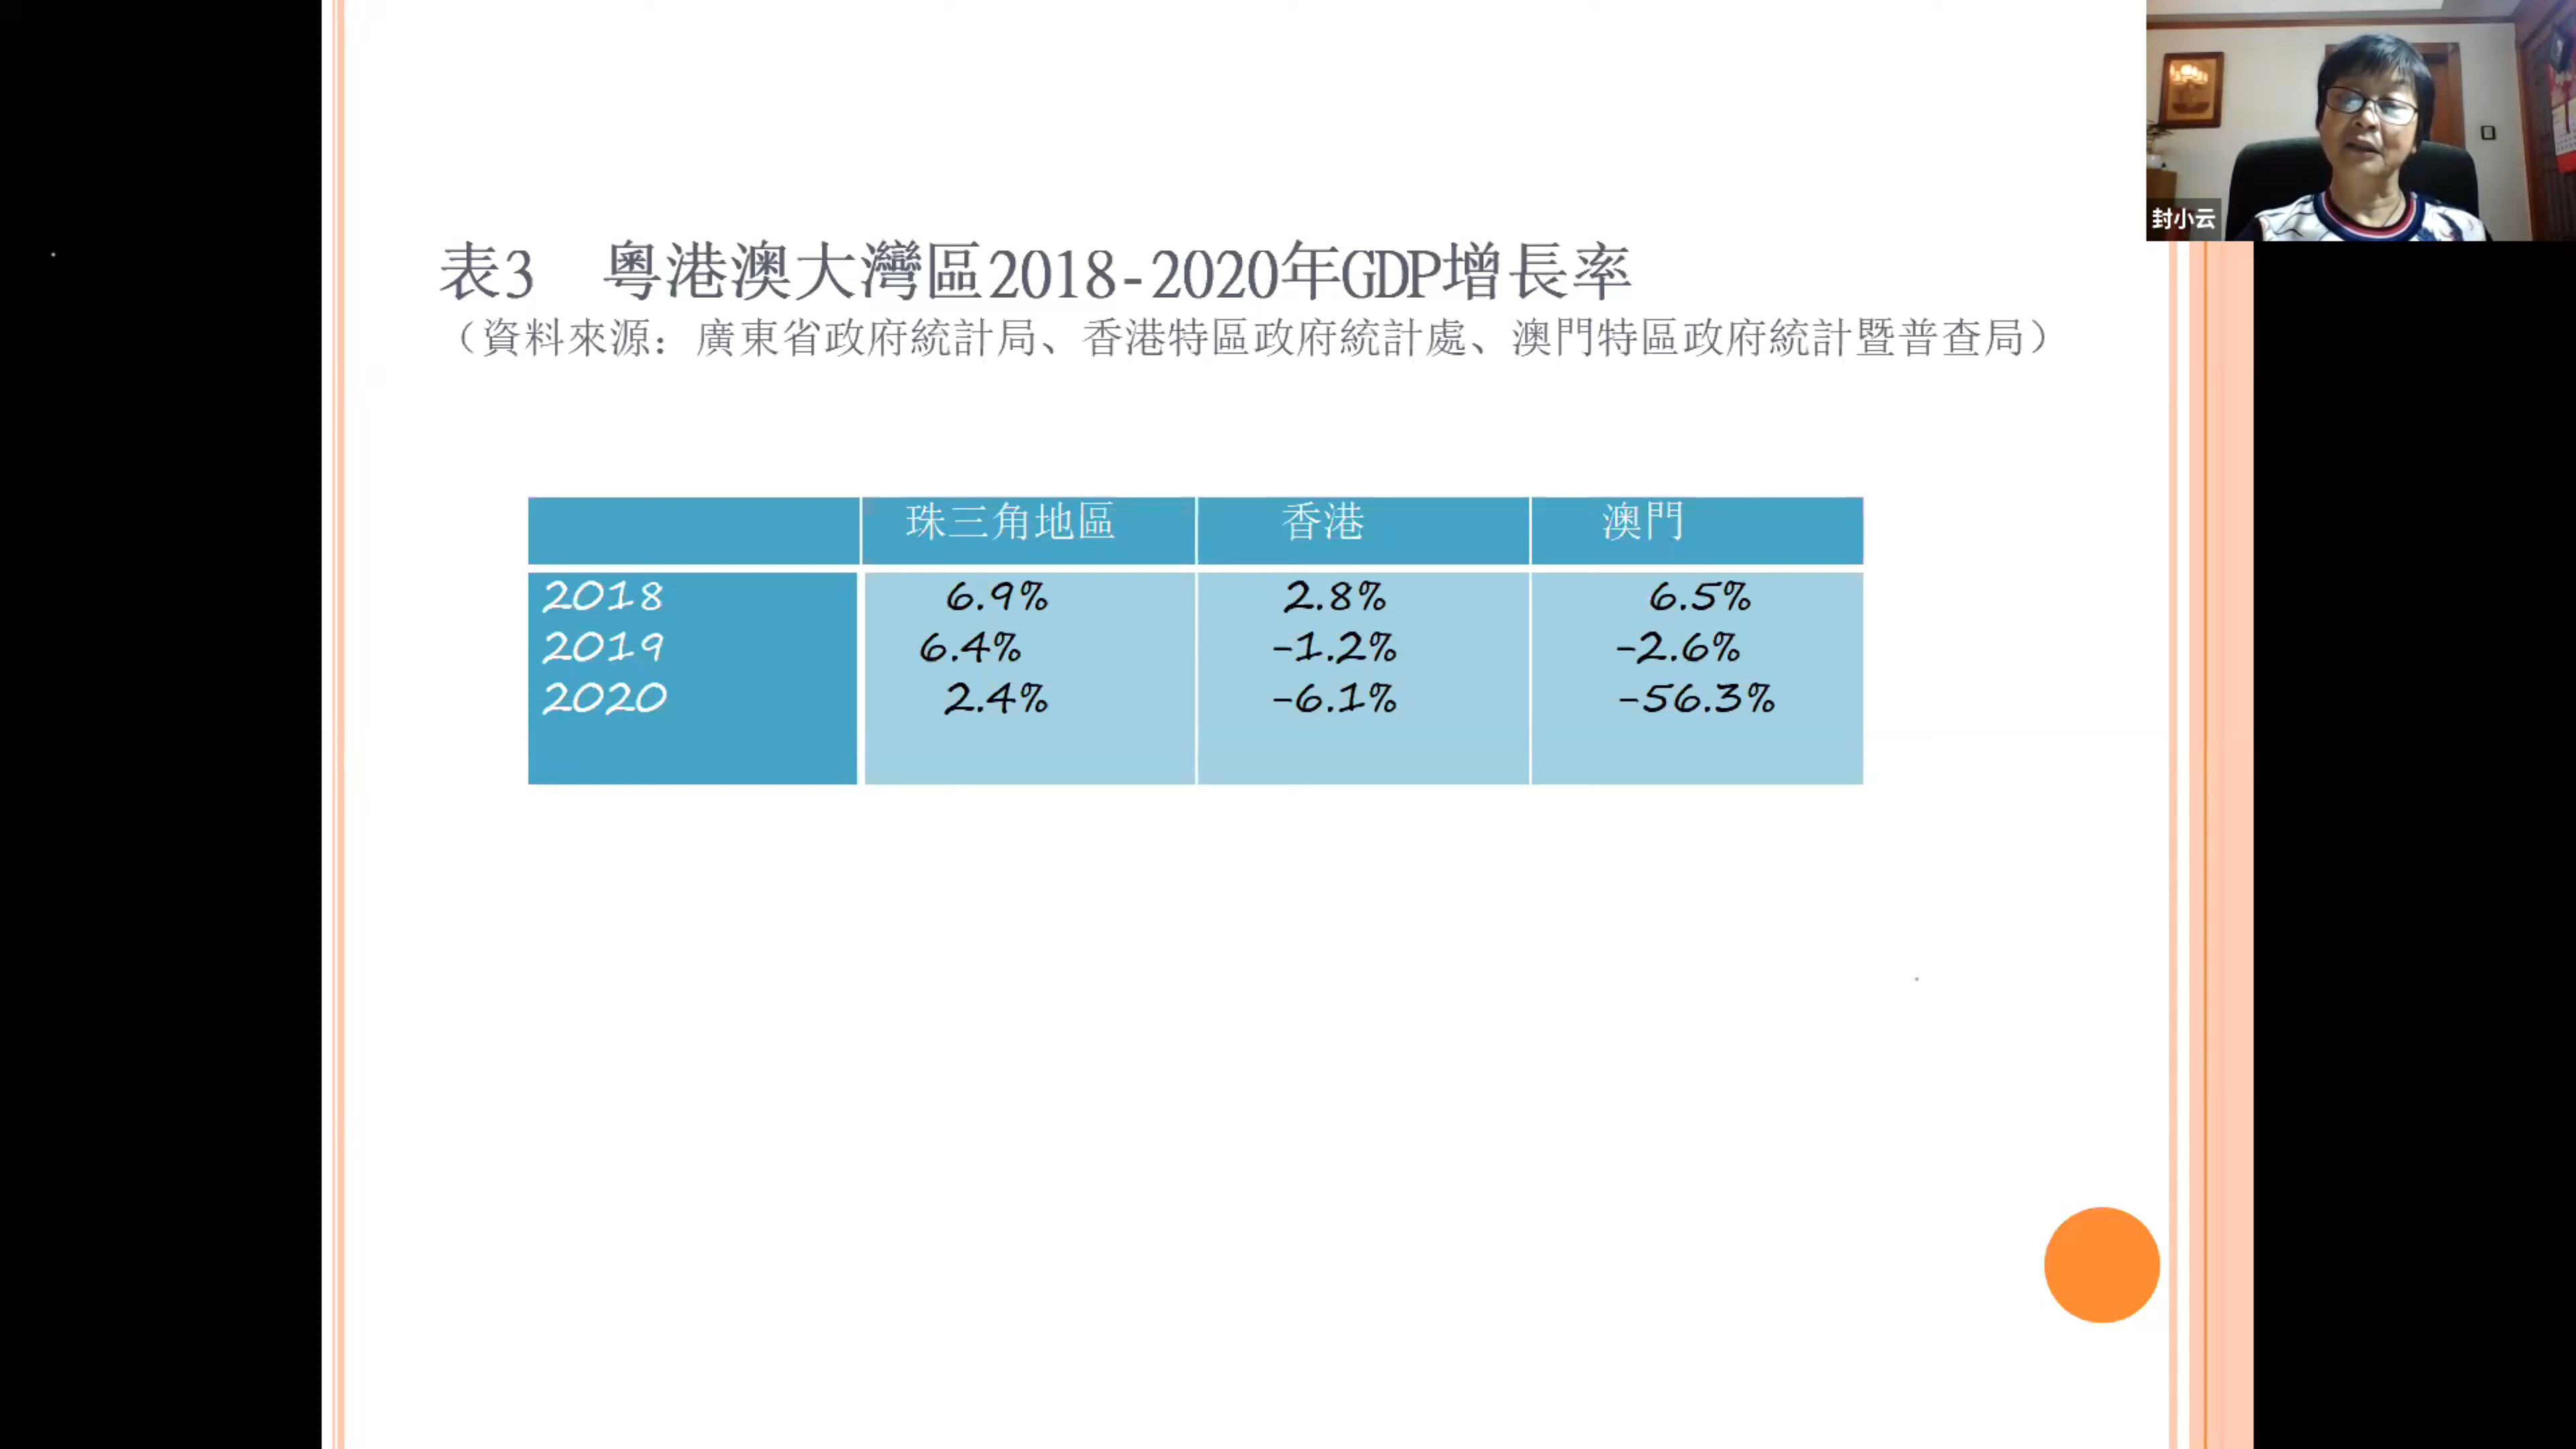 封小云
表3 粵港澳大灣區2018-2020年GDP增長率
（資料來源：廣東省政府統計局、香港特區政府統計處、澳門特區政府統計暨普查局）
珠三角地區 香港 澳門
2018 6.9% 2.8% 6.5%
2019 6.4% -1.2% -2.6%
2020 2.4% -6.1% -56.3%